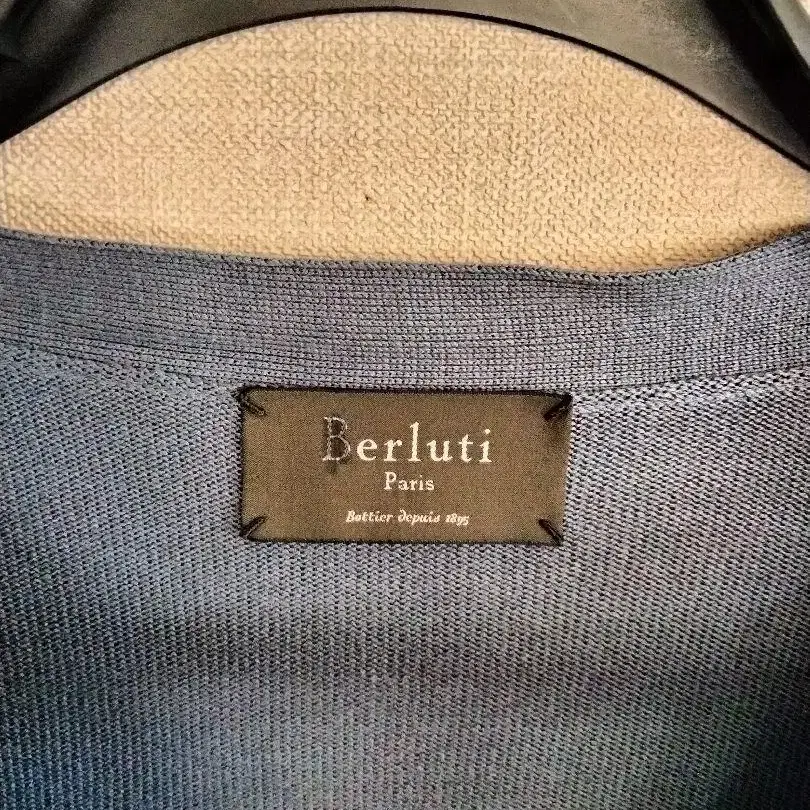 Berluti
Paris
Bottier depuis 1895